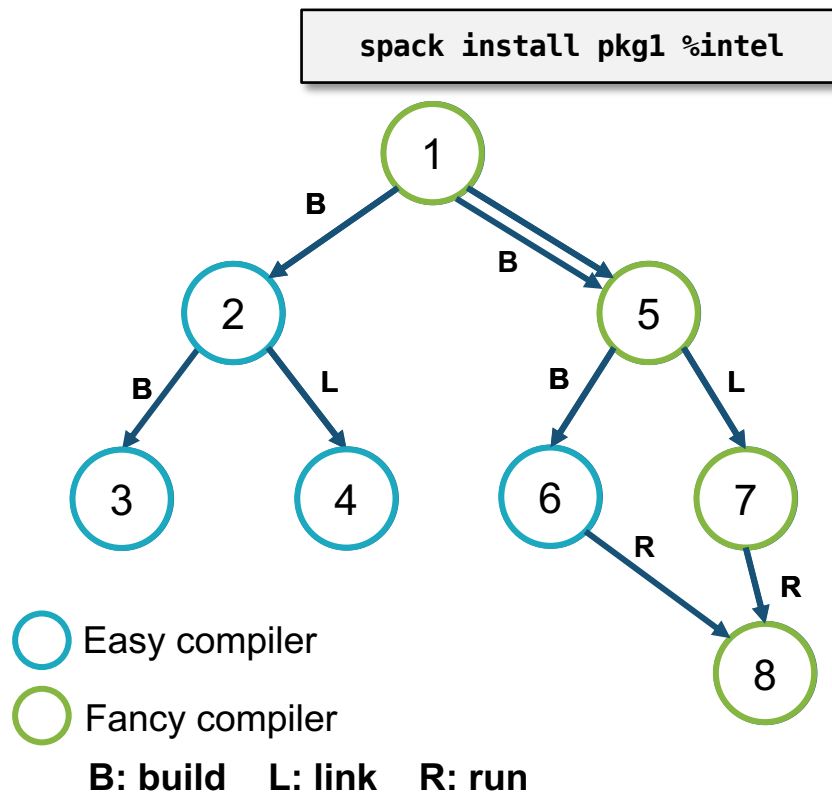 spack install pkg1 %intel
1
B
B
2
5
B
L
B
L
3
4
6
7
R
R
8
Easy compiler
Fancy compiler
B: build L: link R: run